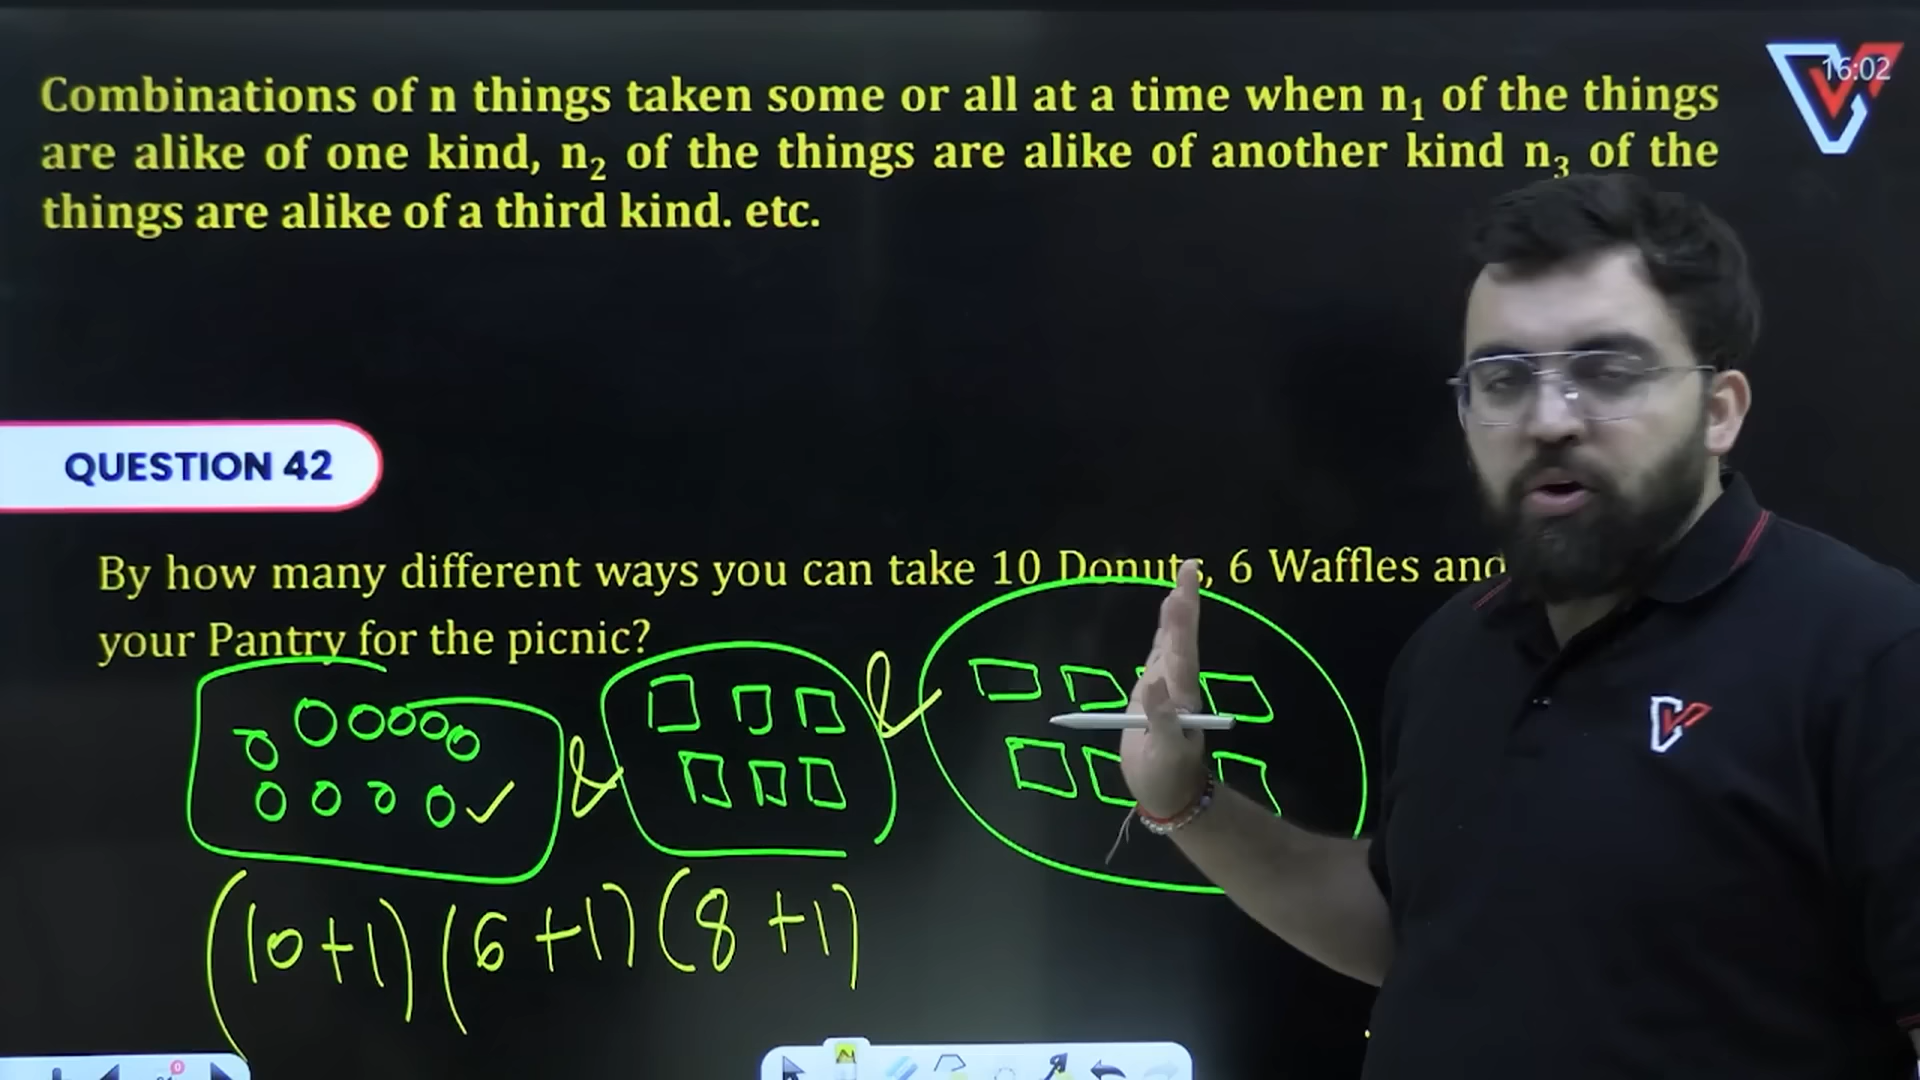 Combinations of n things taken some or all at a time when n₁ of the things
16:02
are alike of one kind, n₂ of the things are alike of another kind n₃ of the
things are alike of a third kind. etc.
QUESTION 42
By how many different ways you can take 10 Donuts, 6 Waffles and
your Pantry for the picnic?
& &
(10+1) (6+1) (8+1)